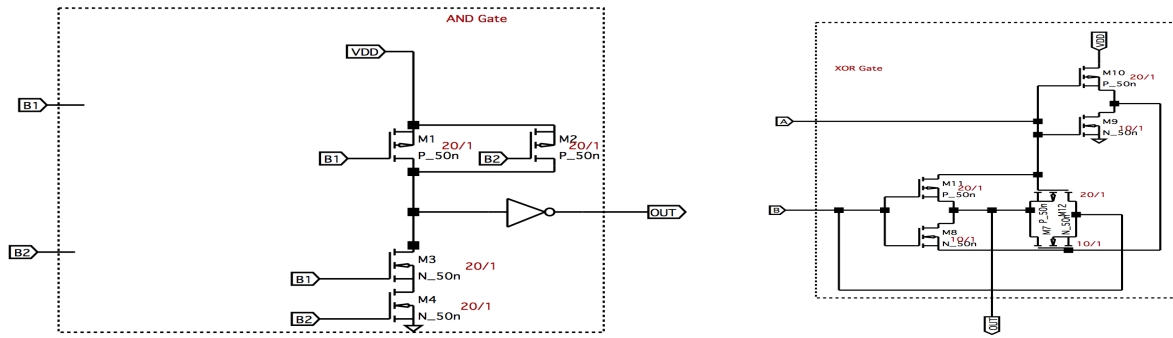 AND Gate
VDD
B1
M1
20/1
P_50n
B1
M2
20/1
P_50n
B2
OUT
B2
M3
20/1
N_50n
B1
M4
20/1
N_50n
B2
XOR Gate
VDD
M10
20/1
P_50n
A
M9
10/1
N_50n
M11
20/1
P_50n
B
M8
10/1
N_50n
20/1
P_50n
M7
M12
N_50n
10/1
OUT